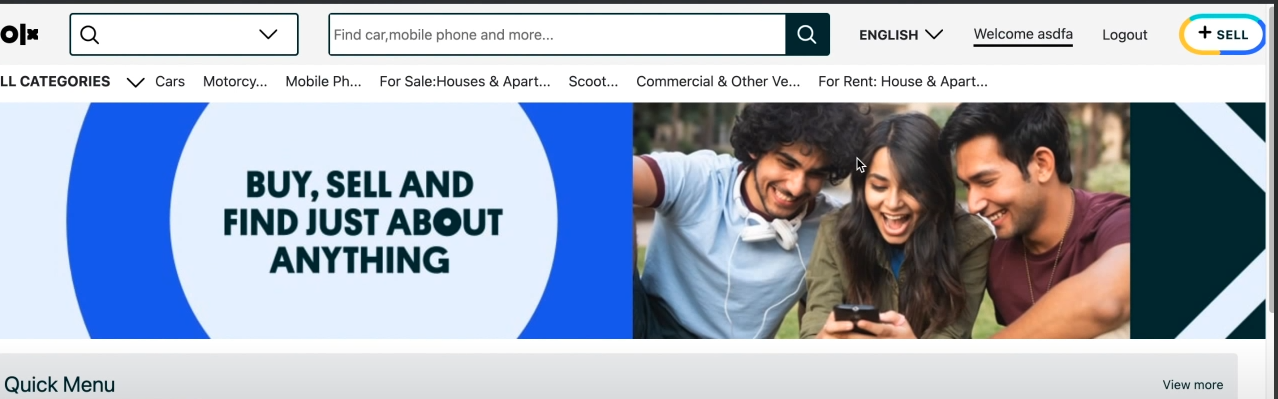 olx
Find car,mobile phone and more...
ENGLISH
Welcome asdfa
Logout
+ SELL
LL CATEGORIES
Cars
Motorcy...
Mobile Ph...
For Sale:Houses & Apart...
Scoot...
Commercial & Other Ve...
For Rent: House & Apart...
BUY, SELL AND
FIND JUST ABOUT
ANYTHING
Quick Menu
View more